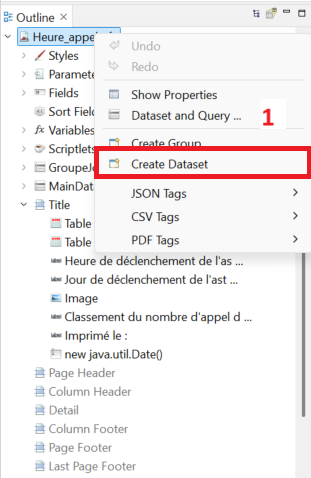 Outline
Heure_appel
Undo
Styles
Redo
Paramete
Fields
Show Properties
Sort Field
Dataset and Query ...
1
Variables
Create Group
Scriptlets
Create Dataset
GroupeJo
MainData
JSON Tags
Title
CSV Tags
Table
PDF Tags
Table
Heure de déclenchement de l'as ...
Jour de déclenchement de l'ast ...
Image
Classement du nombre d'appel d ...
Imprimé le :
new java.util.Date()
Page Header
Column Header
Detail
Column Footer
Page Footer
Last Page Footer